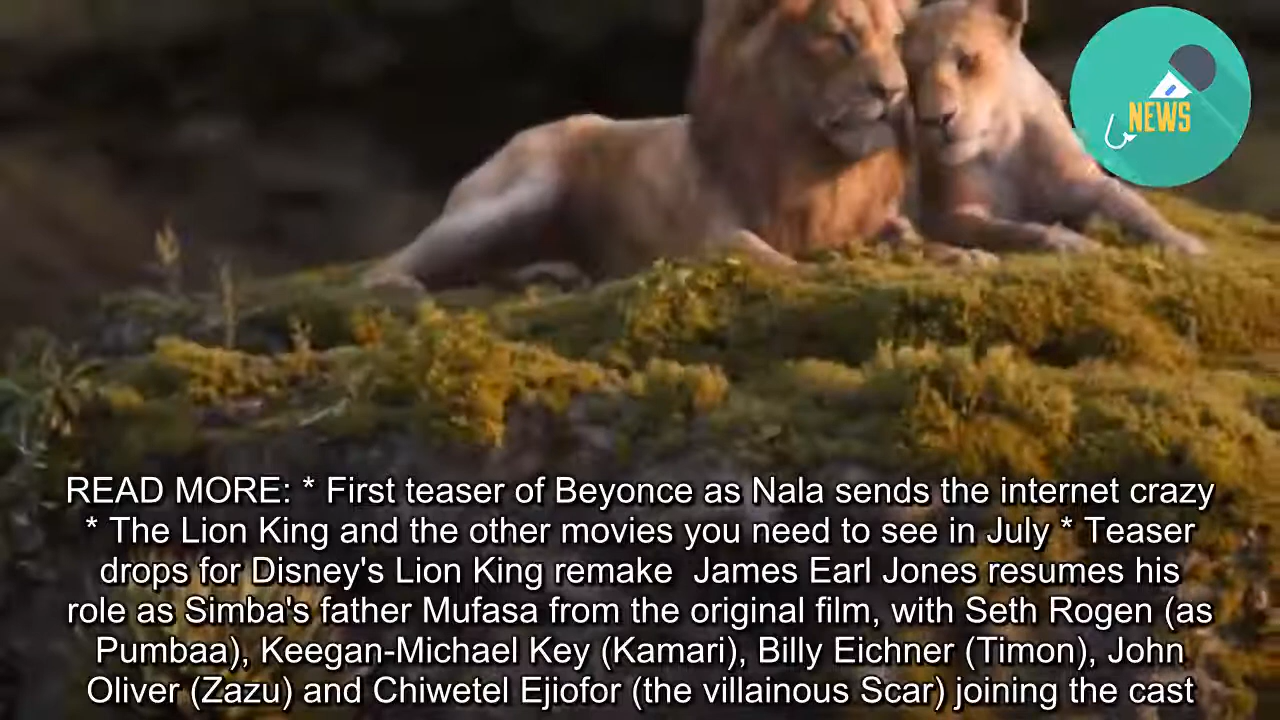 NEWS
READ MORE: * First teaser of Beyonce as Nala sends the internet crazy
* The Lion King and the other movies you need to see in July * Teaser
drops for Disney's Lion King remake  James Earl Jones resumes his
role as Simba's father Mufasa from the original film, with Seth Rogen (as
Pumbaa), Keegan-Michael Key (Kamari), Billy Eichner (Timon), John
Oliver (Zazu) and Chiwetel Ejiofor (the villainous Scar) joining the cast